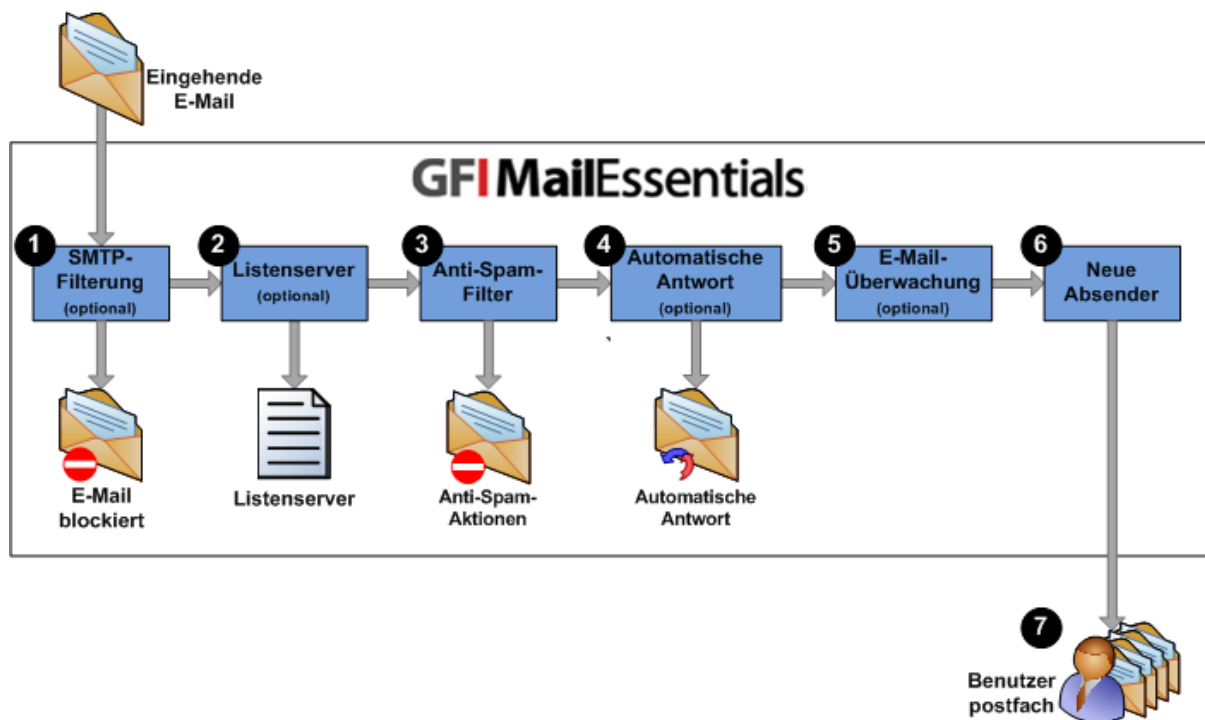 Eingehende
E-Mail
GFI MailEssentials
1
SMTP-
Filterung
(optional)
2
Listenserver
(optional)
3
Anti-Spam-
Filter
4
Automatische
Antwort
(optional)
5
E-Mail-
Überwachung
(optional)
6
Neue
Absender
E-Mail
blockiert
Listenserver
Anti-Spam-
Aktionen
Automatische
Antwort
7
Benutzer
postfach